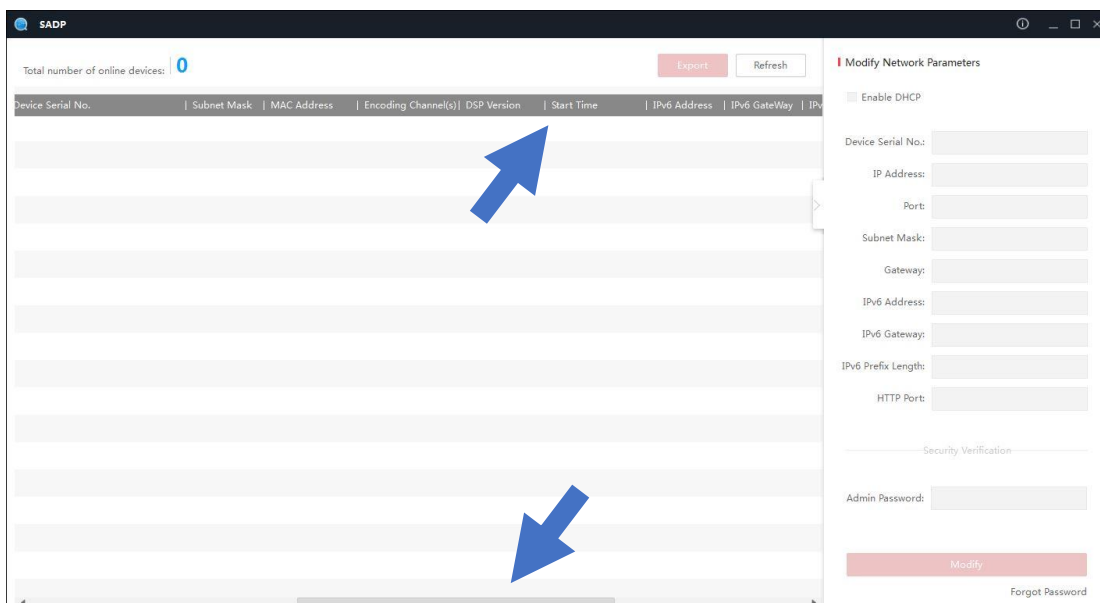 SADP
Total number of online devices: 0
Export
Refresh
Device Serial No. | Subnet Mask | MAC Address | Encoding Channel(s) | DSP Version | Start Time | IPv6 Address | IPv6 GateWay | IPv
Modify Network Parameters
Enable DHCP
Device Serial No.:
IP Address:
Port:
Subnet Mask:
Gateway:
IPv6 Address:
IPv6 Gateway:
IPv6 Prefix Length:
HTTP Port:
Security Verification
Admin Password:
Modify
Forgot Password